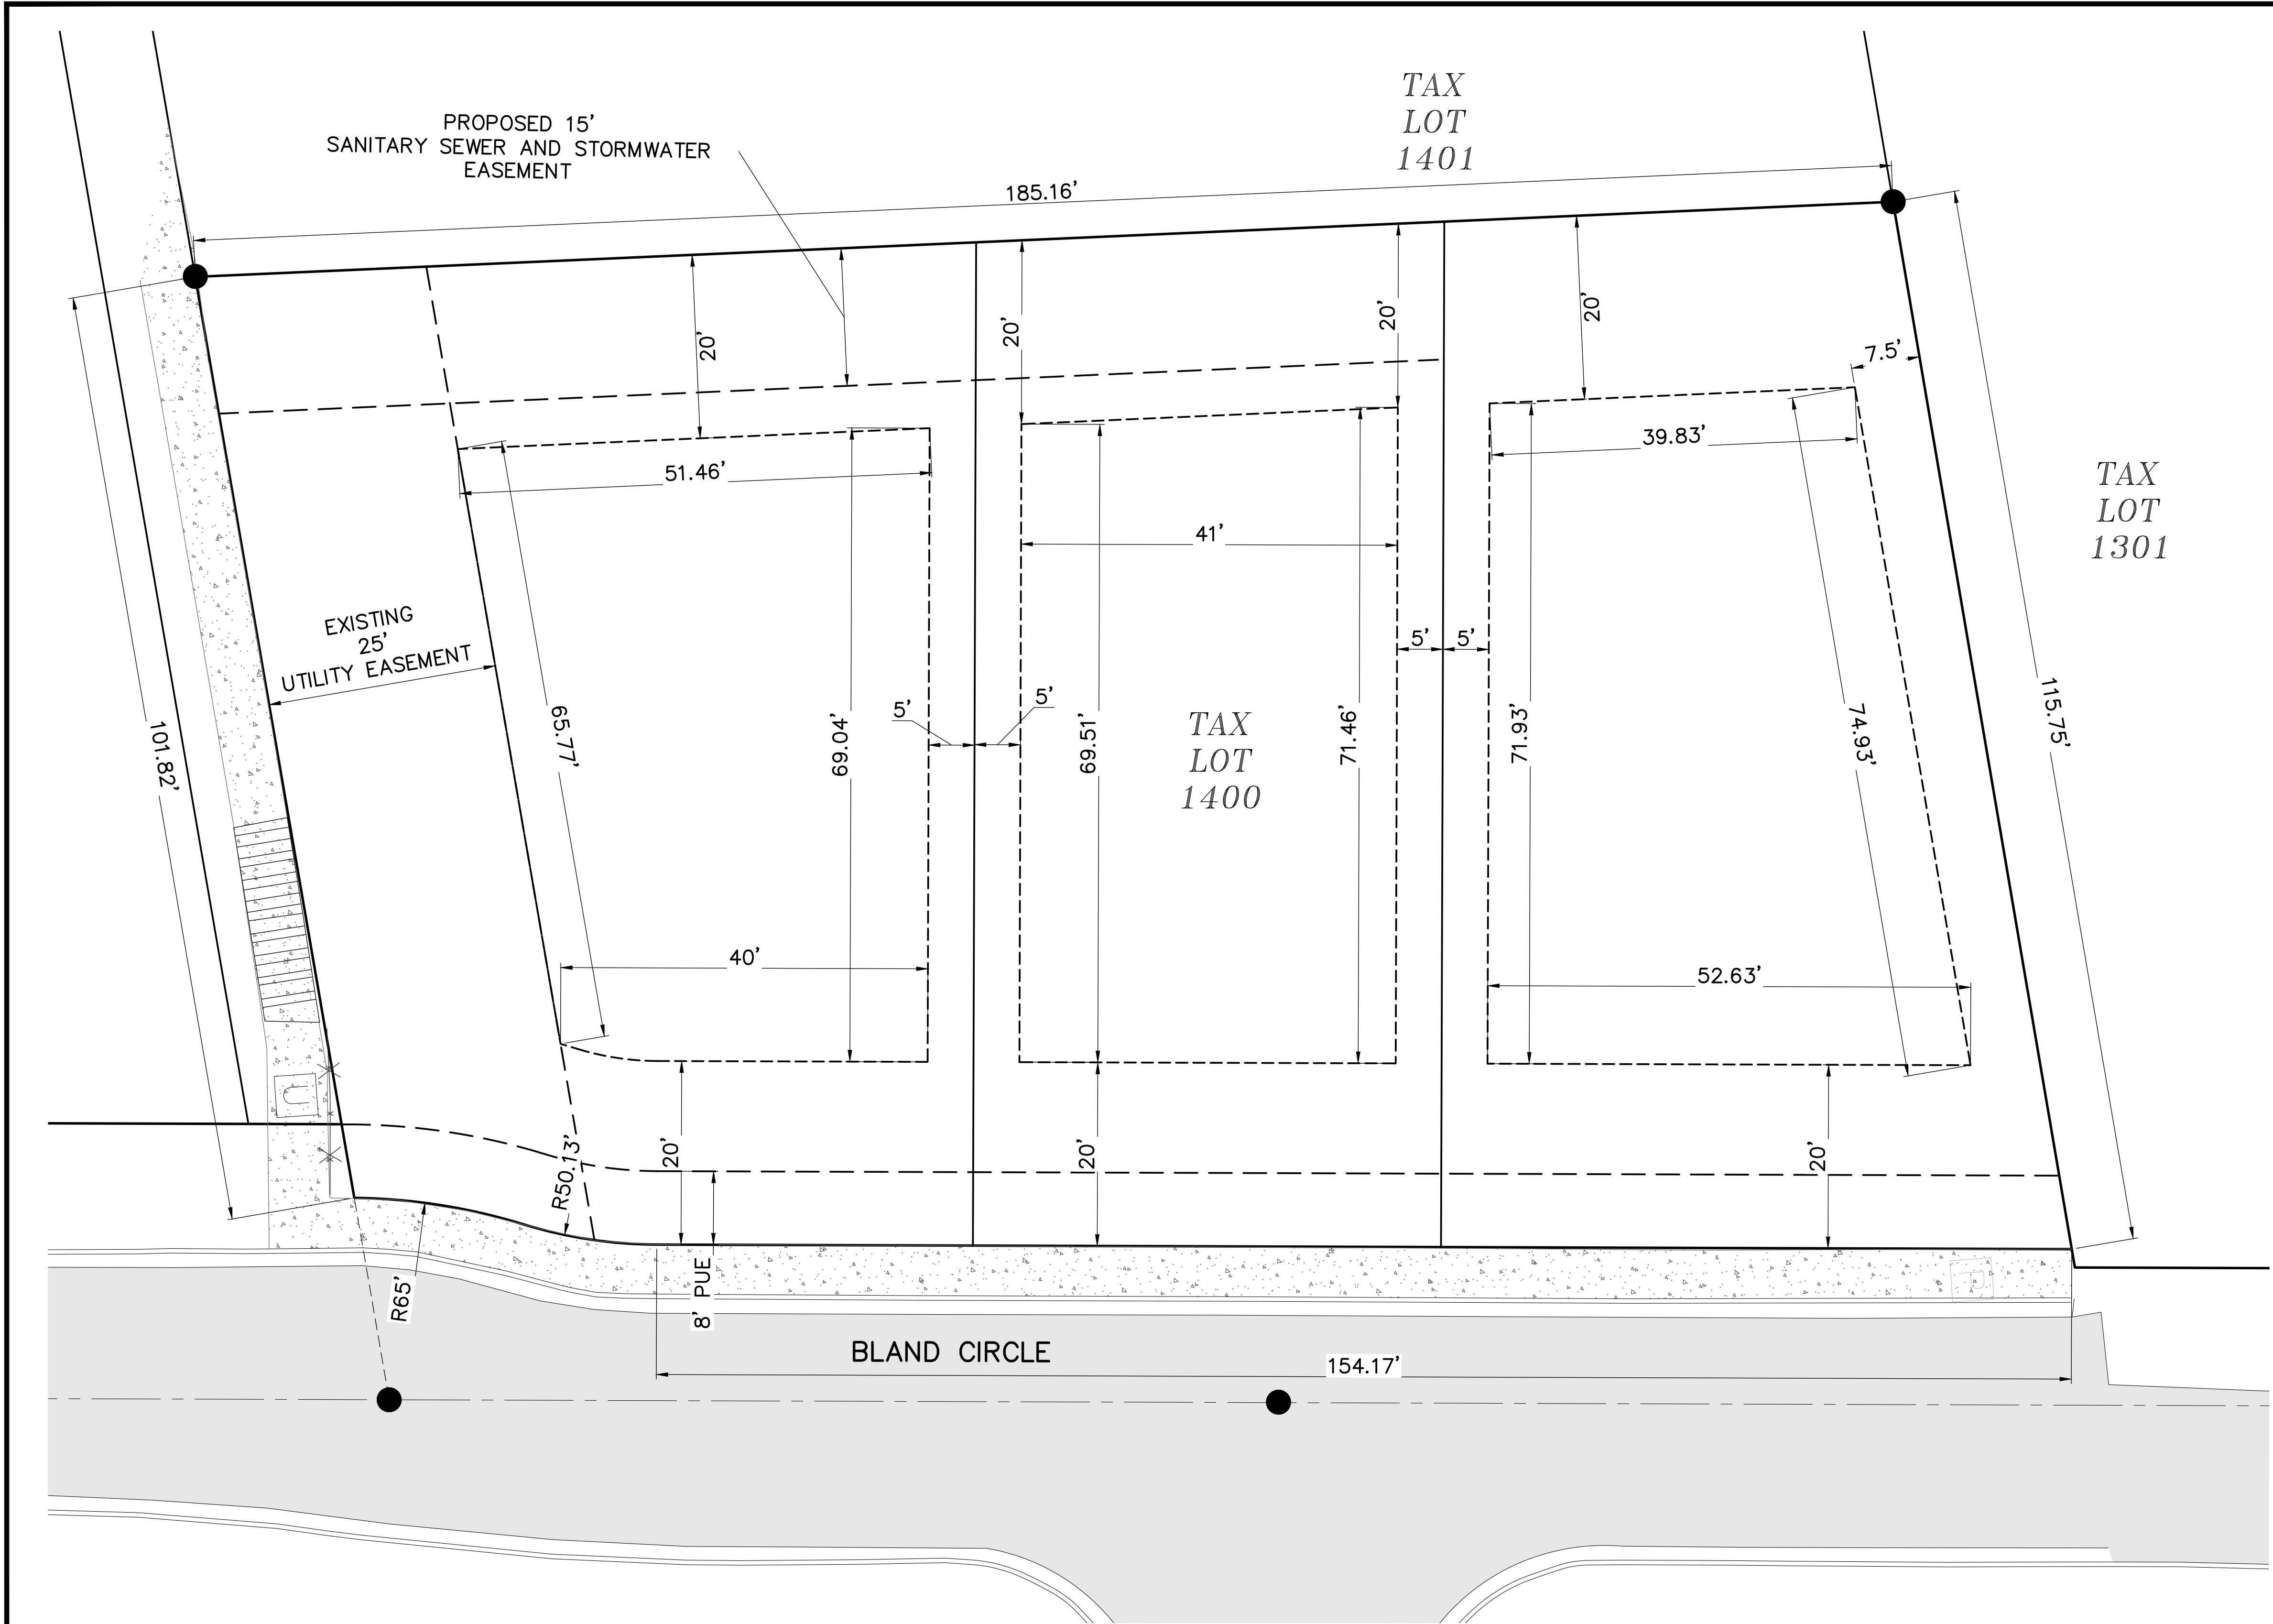 TAX
LOT
1401
PROPOSED 15'
SANITARY SEWER AND STORMWATER
EASEMENT
185.16'
20'
20'
20'
20'
7.5'
39.83'
51.46'
41'
TAX
LOT
1301
EXISTING
25'
UTILITY EASEMENT
5'
5'
5'
5'
101.82'
65.77'
69.04'
69.51'
TAX
LOT
1400
71.46'
71.93'
74.93'
115.75'
40'
52.63'
R50.13'
20'
20'
20'
R65'
8' PUE
BLAND CIRCLE
154.17'